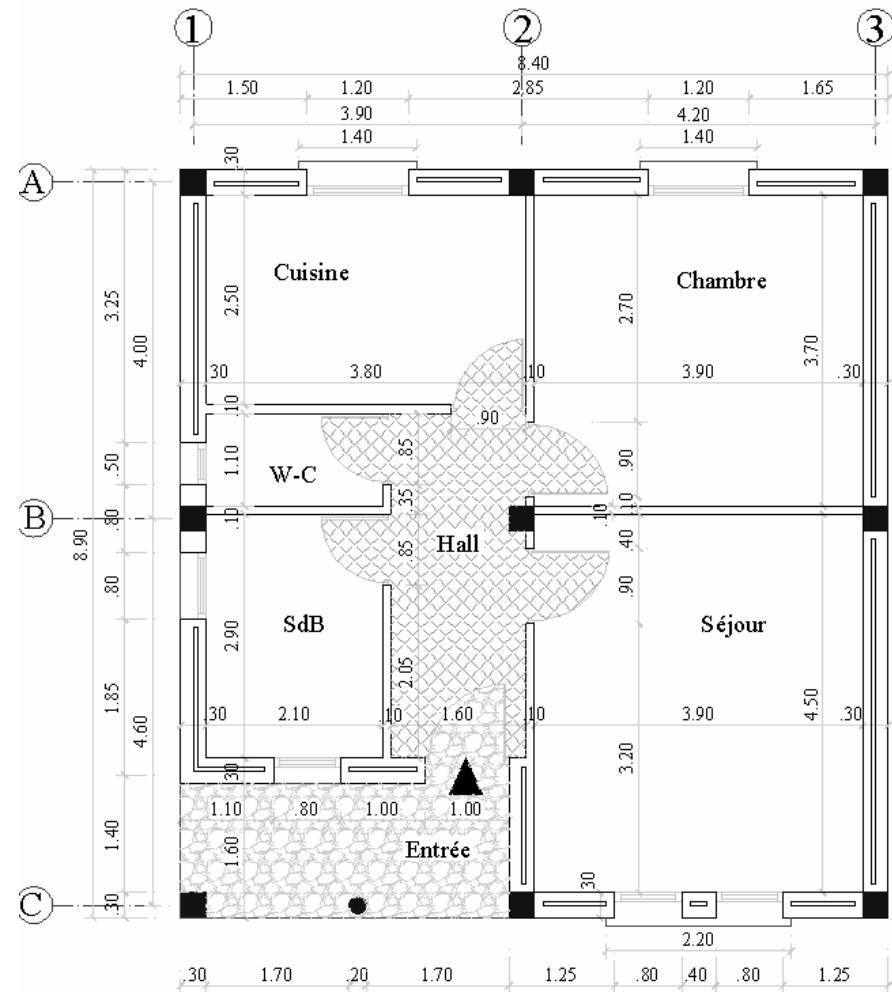 1 2 3
8.40
1.50 1.20 2.85 1.20 1.65
3.90 4.20
1.40 1.40
A
.30
Cuisine Chambre
3.25 4.00 2.50 2.70 3.70
.30 3.80 .10 3.90 .30
.10 .90
.50 1.10 W-C .85 .90
.35 .10
B
.80 .10 Hall 10 .40
8.90 .80 .85 .90
SdB Séjour
2.90 2.05
1.85 4.60 .30 2.10 .10 1.60 .10 3.90 4.50 .30
.30 3.20
1.10 .80 1.00 1.00
1.40 1.60 Entrée
.30
C
.30
2.20
.30 1.70 .20 1.70 1.25 .80 .40 .80 1.25